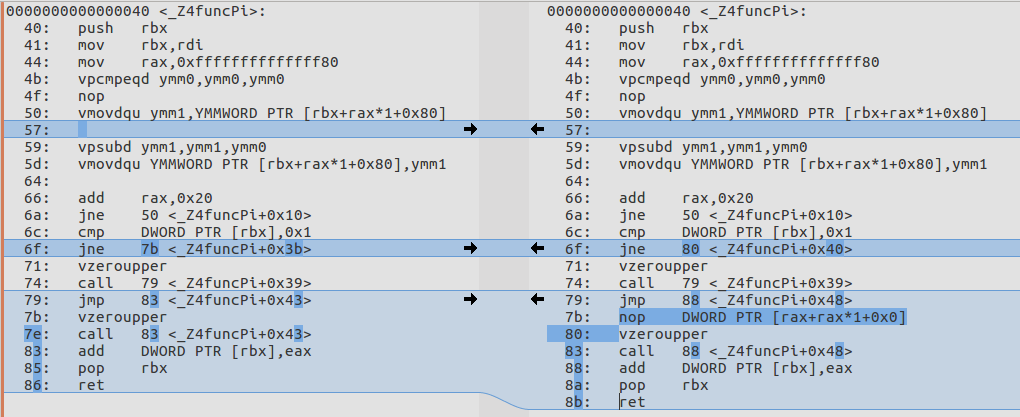 0000000000000040 <_Z4funcPi>:
40: push rbx
41: mov rbx,rdi
44: mov rax,0xffffffffffffff80
4b: vpcmpeqd ymm0,ymm0,ymm0
4f: nop
50: vmovdqu ymm1,YMMWORD PTR [rbx+rax*1+0x80]
57:
59: vpsubd ymm1,ymm1,ymm0
5d: vmovdqu YMMWORD PTR [rbx+rax*1+0x80],ymm1
64:
66: add rax,0x20
6a: jne 50 <_Z4funcPi+0x10>
6c: cmp DWORD PTR [rbx],0x1
6f: jne 7b <_Z4funcPi+0x3b>
71: vzeroupper
74: call 79 <_Z4funcPi+0x39>
79: jmp 83 <_Z4funcPi+0x43>
7b: vzeroupper
7e: call 83 <_Z4funcPi+0x43>
83: add DWORD PTR [rbx],eax
85: pop rbx
86: ret
0000000000000040 <_Z4funcPi>:
40: push rbx
41: mov rbx,rdi
44: mov rax,0xffffffffffffff80
4b: vpcmpeqd ymm0,ymm0,ymm0
4f: nop
50: vmovdqu ymm1,YMMWORD PTR [rbx+rax*1+0x80]
57:
59: vpsubd ymm1,ymm1,ymm0
5d: vmovdqu YMMWORD PTR [rbx+rax*1+0x80],ymm1
64:
66: add rax,0x20
6a: jne 50 <_Z4funcPi+0x10>
6c: cmp DWORD PTR [rbx],0x1
6f: jne 80 <_Z4funcPi+0x40>
71: vzeroupper
74: call 79 <_Z4funcPi+0x39>
79: jmp 88 <_Z4funcPi+0x48>
7b: nop DWORD PTR [rax+rax*1+0x0]
80: vzeroupper
83: call 88 <_Z4funcPi+0x48>
88: add DWORD PTR [rbx],eax
8a: pop rbx
8b: ret